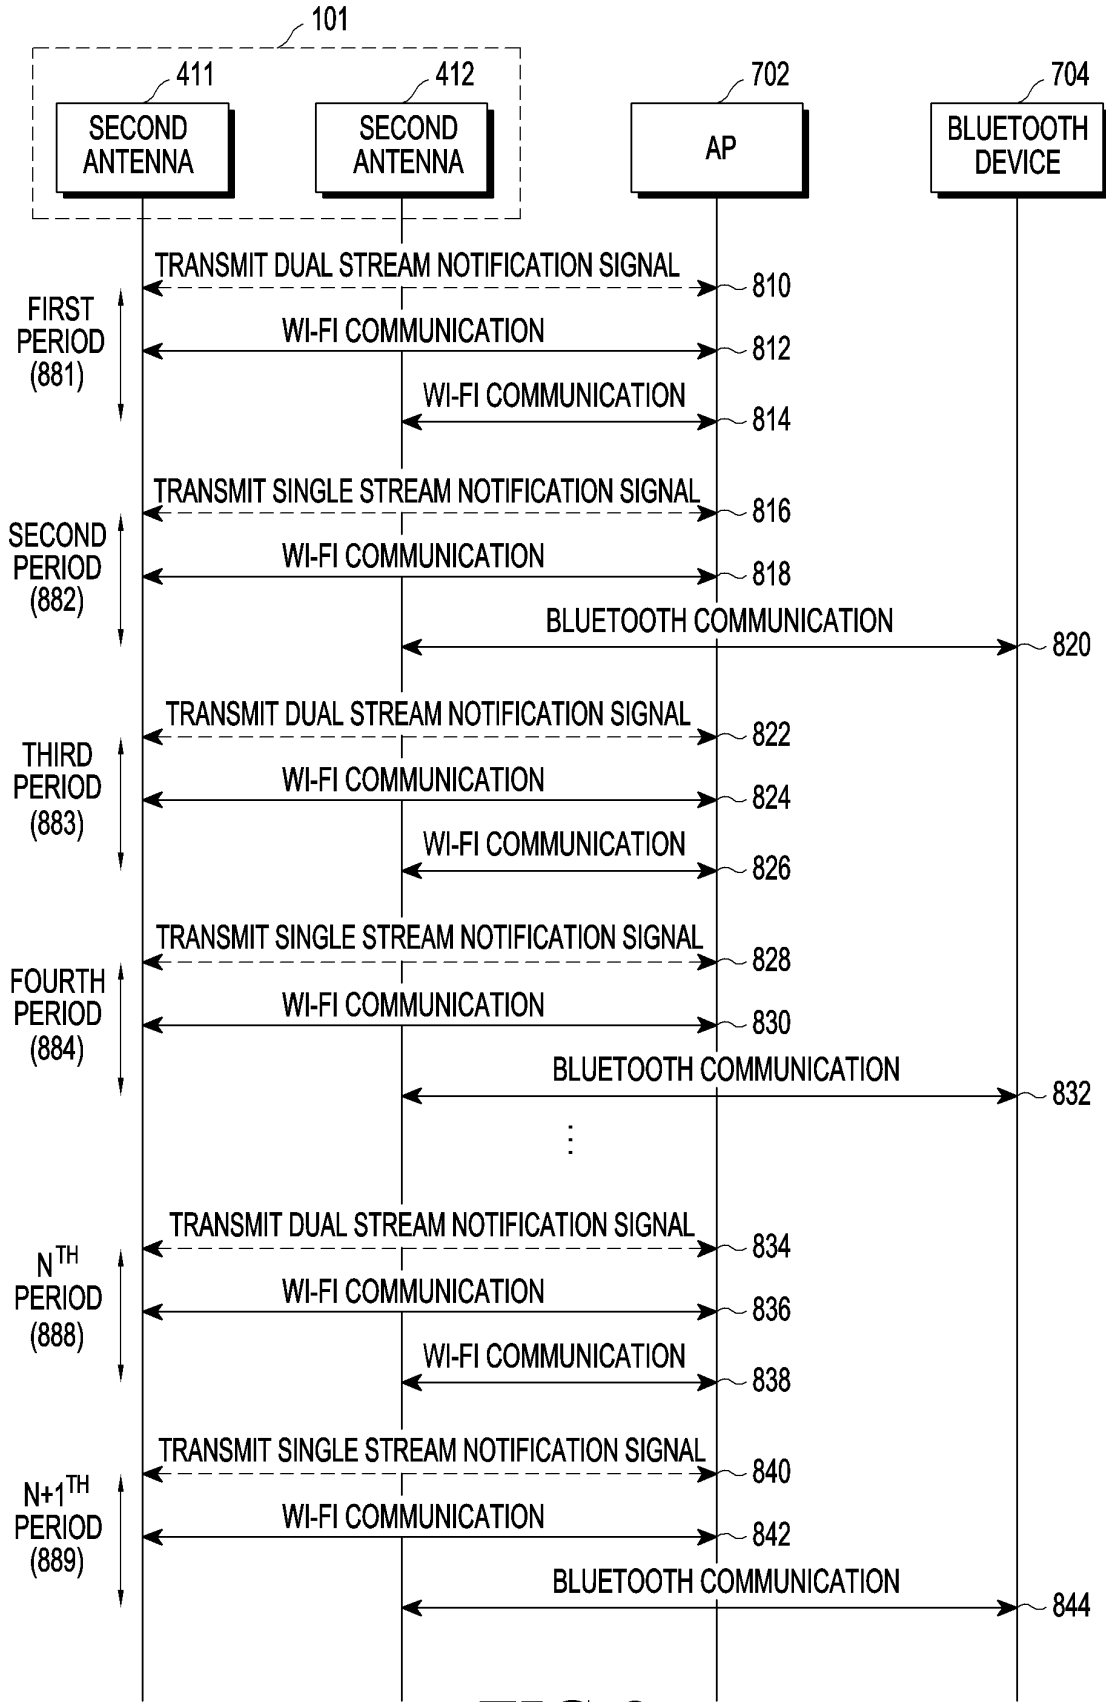 101
411
412
702
704
SECOND
ANTENNA
SECOND
ANTENNA
AP
BLUETOOTH
DEVICE
TRANSMIT DUAL STREAM NOTIFICATION SIGNAL
810
FIRST
PERIOD
(881)
WI-FI COMMUNICATION
812
WI-FI COMMUNICATION
814
TRANSMIT SINGLE STREAM NOTIFICATION SIGNAL
816
SECOND
PERIOD
(882)
WI-FI COMMUNICATION
818
BLUETOOTH COMMUNICATION
820
TRANSMIT DUAL STREAM NOTIFICATION SIGNAL
822
THIRD
PERIOD
(883)
WI-FI COMMUNICATION
824
WI-FI COMMUNICATION
826
TRANSMIT SINGLE STREAM NOTIFICATION SIGNAL
828
FOURTH
PERIOD
(884)
WI-FI COMMUNICATION
830
BLUETOOTH COMMUNICATION
832
⋮
TRANSMIT DUAL STREAM NOTIFICATION SIGNAL
834
N^TH
PERIOD
(888)
WI-FI COMMUNICATION
836
WI-FI COMMUNICATION
838
TRANSMIT SINGLE STREAM NOTIFICATION SIGNAL
840
N+1^TH
PERIOD
(889)
WI-FI COMMUNICATION
842
BLUETOOTH COMMUNICATION
844